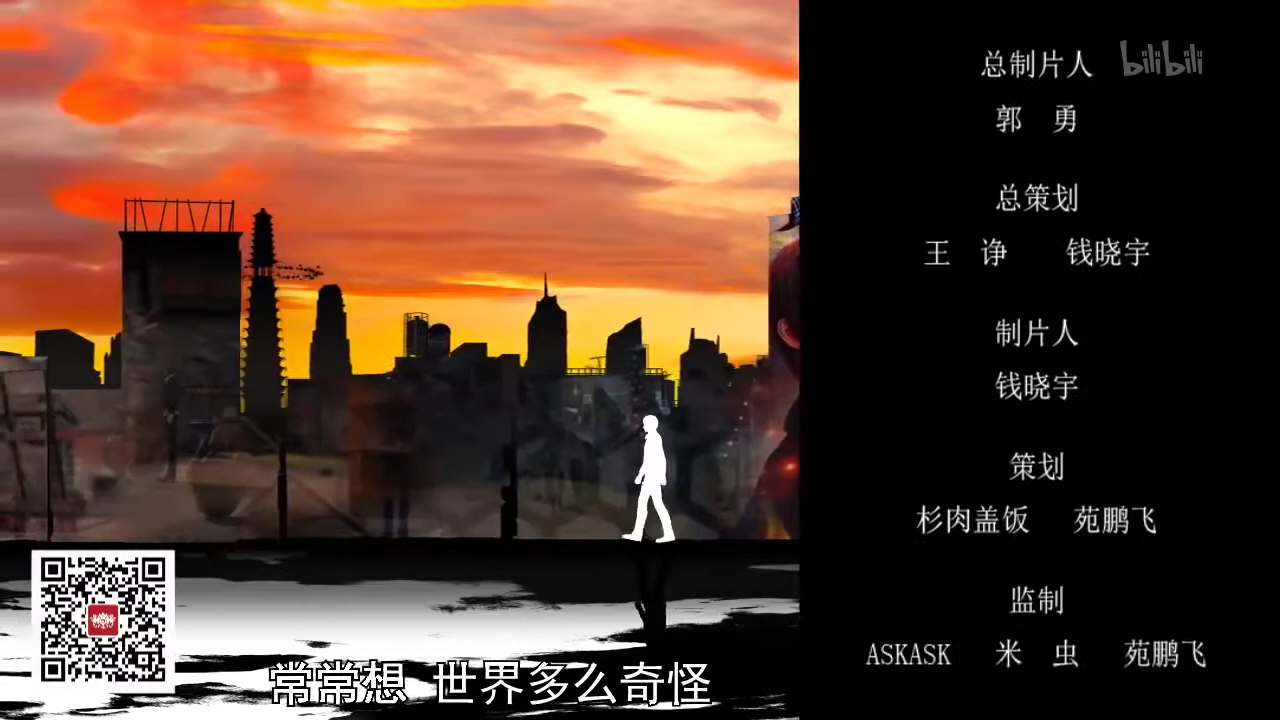 总制片人
bilibili
郭 勇
总策划
王 诤 钱晓宇
制片人
钱晓宇
策划
杉肉盖饭 苑鹏飞
监制
ASKASK 米 虫 苑鹏飞
常常想 世界多么奇怪